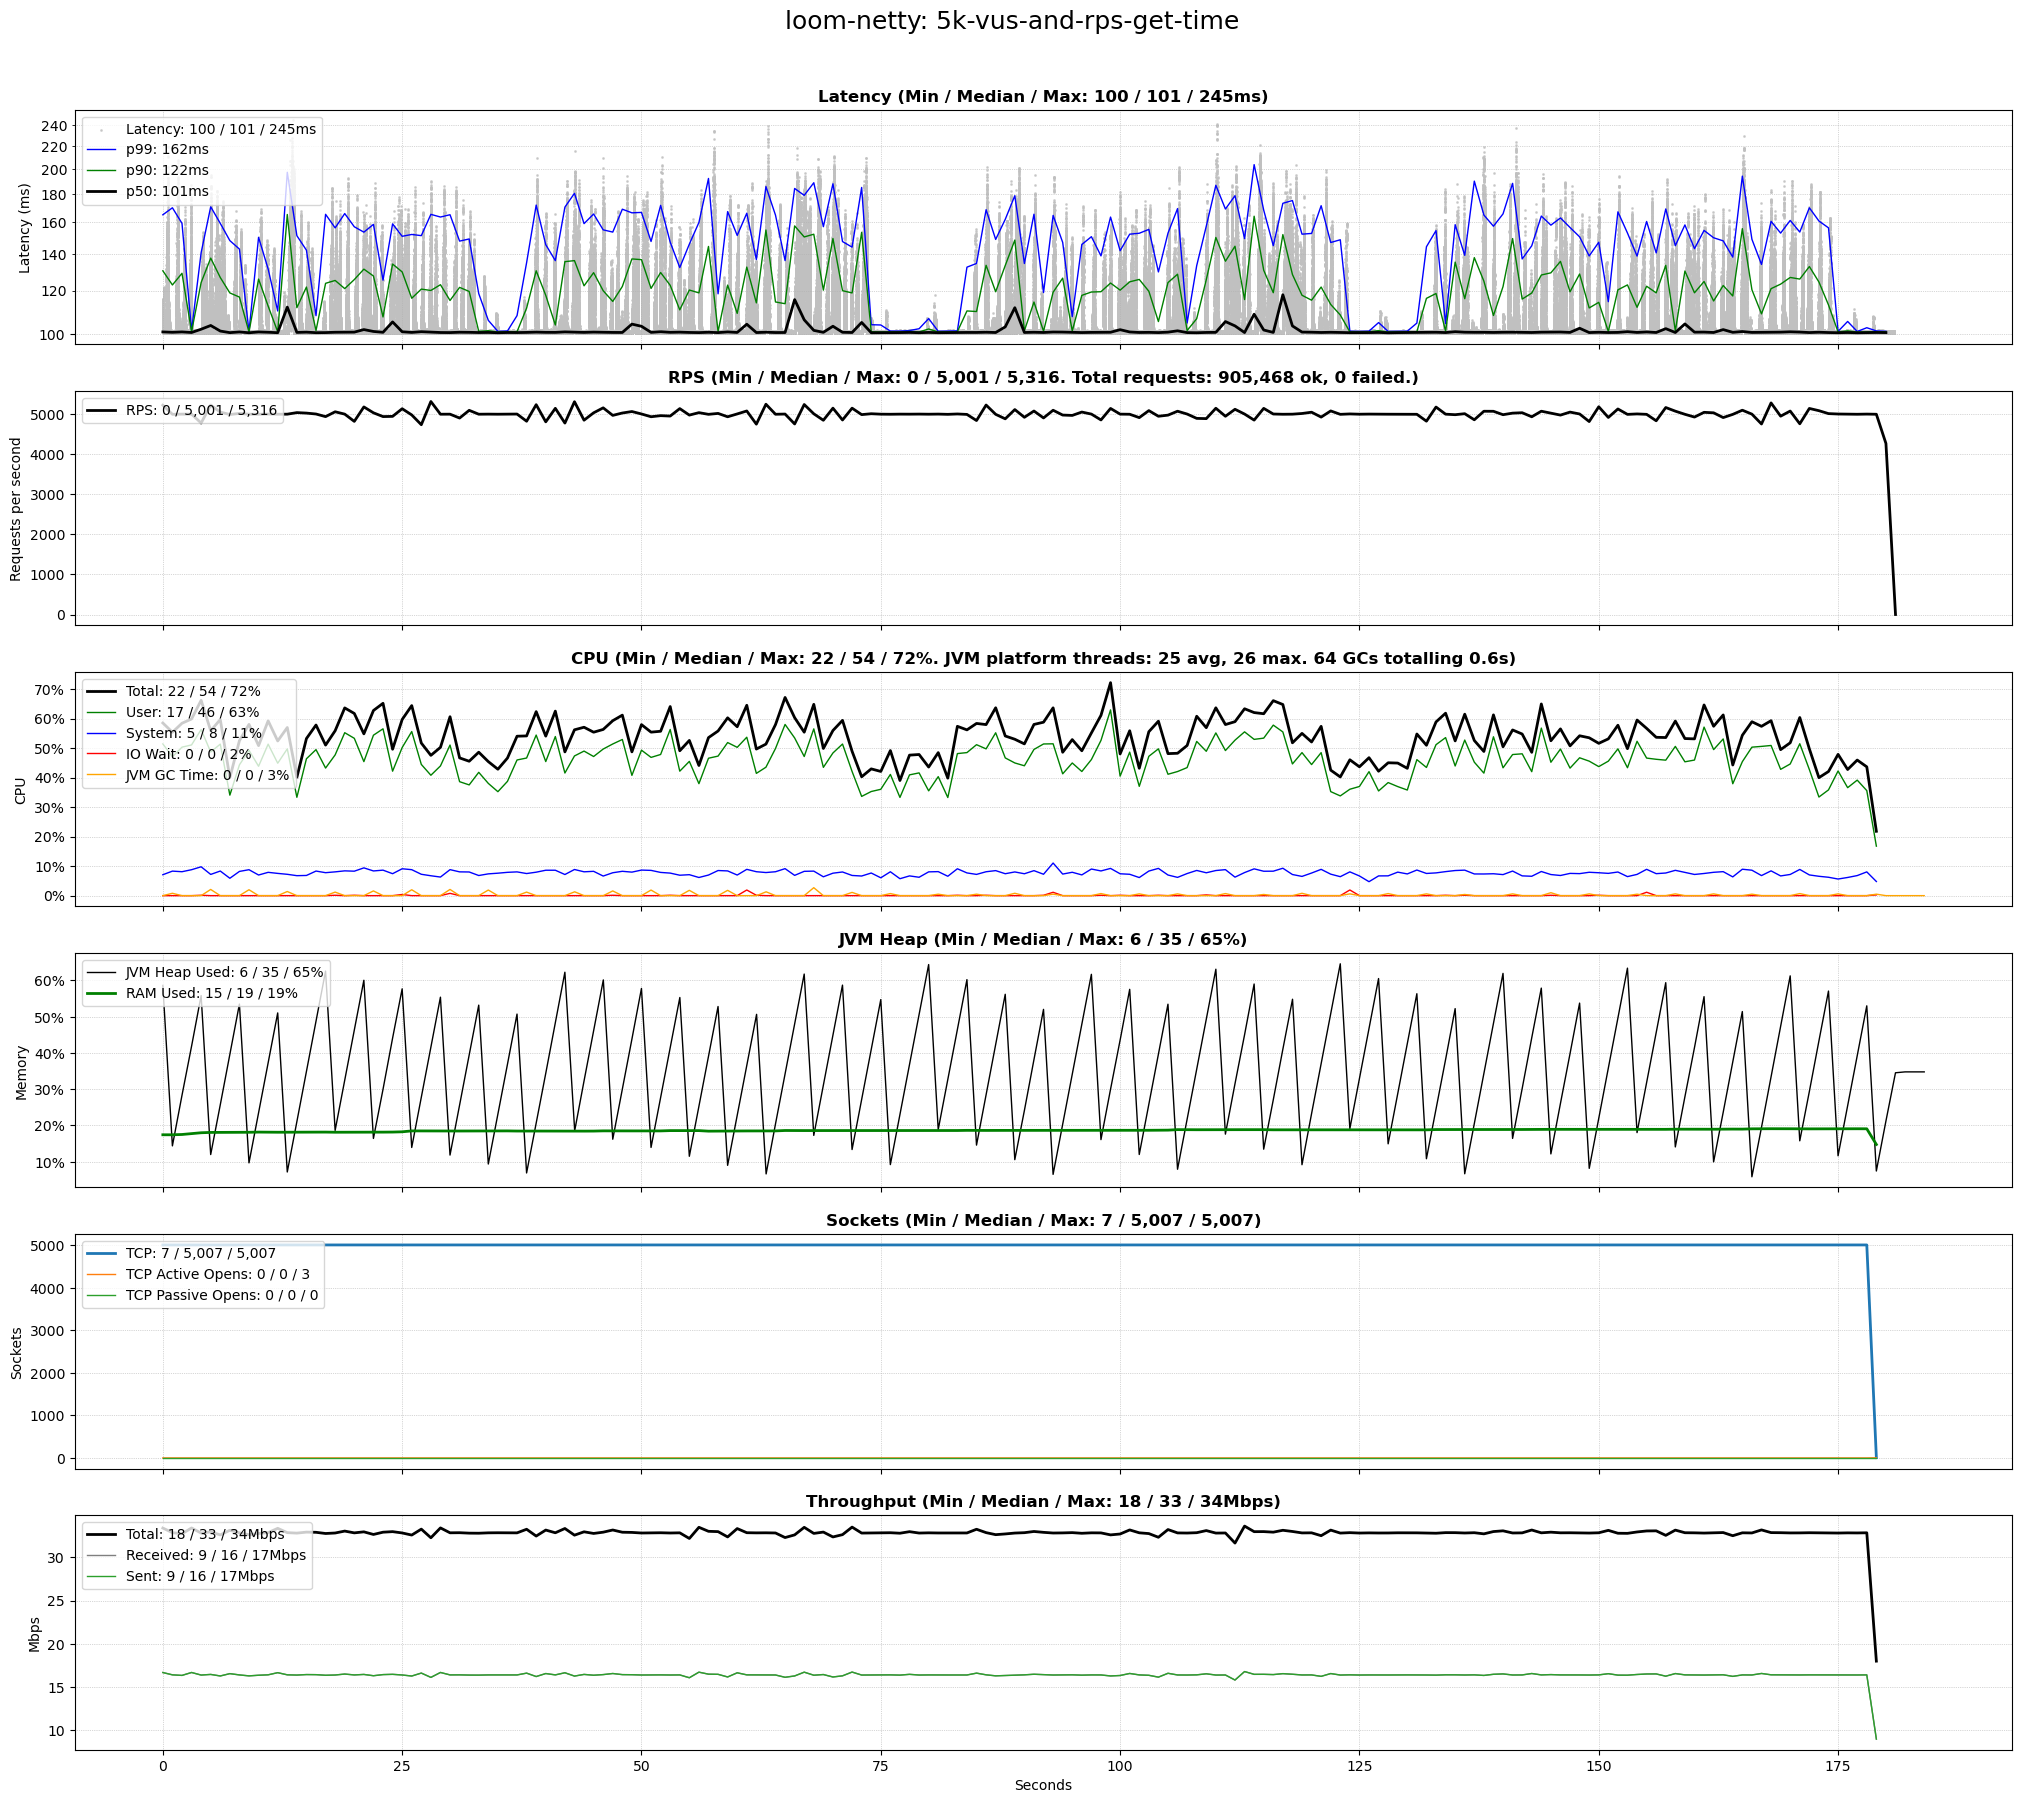 loom-netty: 5k-vus-and-rps-get-time
Latency (Min / Median / Max: 100 / 101 / 245ms)
Latency: 100 / 101 / 245ms
p99: 162ms
p90: 122ms
p50: 101ms
Latency (ms)
240
220
200
180
160
140
120
100
RPS (Min / Median / Max: 0 / 5,001 / 5,316. Total requests: 905,468 ok, 0 failed.)
RPS: 0 / 5,001 / 5,316
Requests per second
5000
4000
3000
2000
1000
0
CPU (Min / Median / Max: 22 / 54 / 72%. JVM platform threads: 25 avg, 26 max. 64 GCs totalling 0.6s)
Total: 22 / 54 / 72%
User: 17 / 46 / 63%
System: 5 / 8 / 11%
IO Wait: 0 / 0 / 2%
JVM GC Time: 0 / 0 / 3%
CPU
70%
60%
50%
40%
30%
20%
10%
0%
JVM Heap (Min / Median / Max: 6 / 35 / 65%)
JVM Heap Used: 6 / 35 / 65%
RAM Used: 15 / 19 / 19%
Memory
60%
50%
40%
30%
20%
10%
Sockets (Min / Median / Max: 7 / 5,007 / 5,007)
TCP: 7 / 5,007 / 5,007
TCP Active Opens: 0 / 0 / 3
TCP Passive Opens: 0 / 0 / 0
Sockets
5000
4000
3000
2000
1000
0
Throughput (Min / Median / Max: 18 / 33 / 34Mbps)
Total: 18 / 33 / 34Mbps
Received: 9 / 16 / 17Mbps
Sent: 9 / 16 / 17Mbps
Mbps
30
25
20
15
10
0 25 50 75 100 125 150 175
Seconds